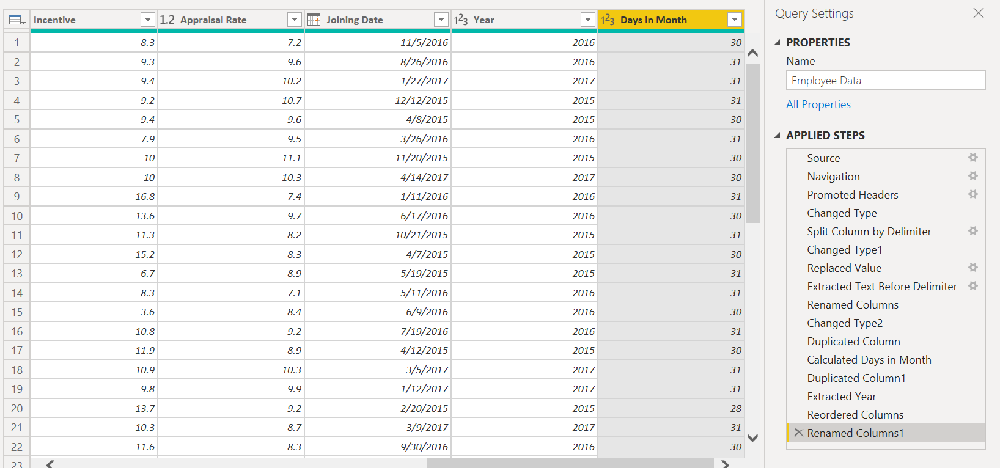 Incentive 1.2 Appraisal Rate Joining Date 123 Year 123 Days in Month
1 8.3 7.2 11/5/2016 2016 30
2 9.3 9.6 8/26/2016 2016 31
3 9.4 10.2 1/27/2017 2017 31
4 9.2 10.7 12/12/2015 2015 31
5 9.4 9.6 4/8/2015 2015 30
6 7.9 9.5 3/26/2016 2016 31
7 10 11.1 11/20/2015 2015 30
8 10 10.3 4/14/2017 2017 30
9 16.8 7.4 1/11/2016 2016 31
10 13.6 9.7 6/17/2016 2016 30
11 11.3 8.2 10/21/2015 2015 31
12 15.2 8.3 4/7/2015 2015 30
13 6.7 8.9 5/19/2015 2015 31
14 8.3 7.1 5/11/2016 2016 31
15 3.6 8.4 6/9/2016 2016 30
16 10.8 9.2 7/19/2016 2016 31
17 11.9 8.9 4/12/2015 2015 30
18 10.9 10.3 3/5/2017 2017 31
19 9.8 9.9 1/12/2017 2017 31
20 13.7 9.2 2/20/2015 2015 28
21 10.3 8.7 3/9/2017 2017 31
22 11.6 8.3 9/30/2016 2016 30
23
Query Settings
PROPERTIES
Name
Employee Data
All Properties
APPLIED STEPS
Source
Navigation
Promoted Headers
Changed Type
Split Column by Delimiter
Changed Type1
Replaced Value
Extracted Text Before Delimiter
Renamed Columns
Changed Type2
Duplicated Column
Calculated Days in Month
Duplicated Column1
Extracted Year
Reordered Columns
Renamed Columns1